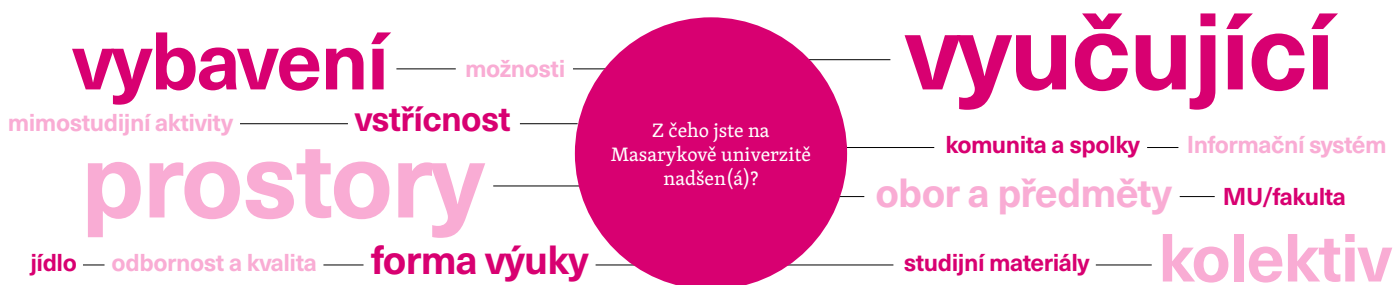 vybavení
možnosti
mimostudijní aktivity
vstřícnost
prostory
jídlo
odbornost a kvalita
forma výuky
Z čeho jste na
Masarykově univerzitě
nadšen(á)?
vyučující
komunita a spolky
Informační systém
obor a předměty
MU/fakulta
studijní materiály
kolektiv